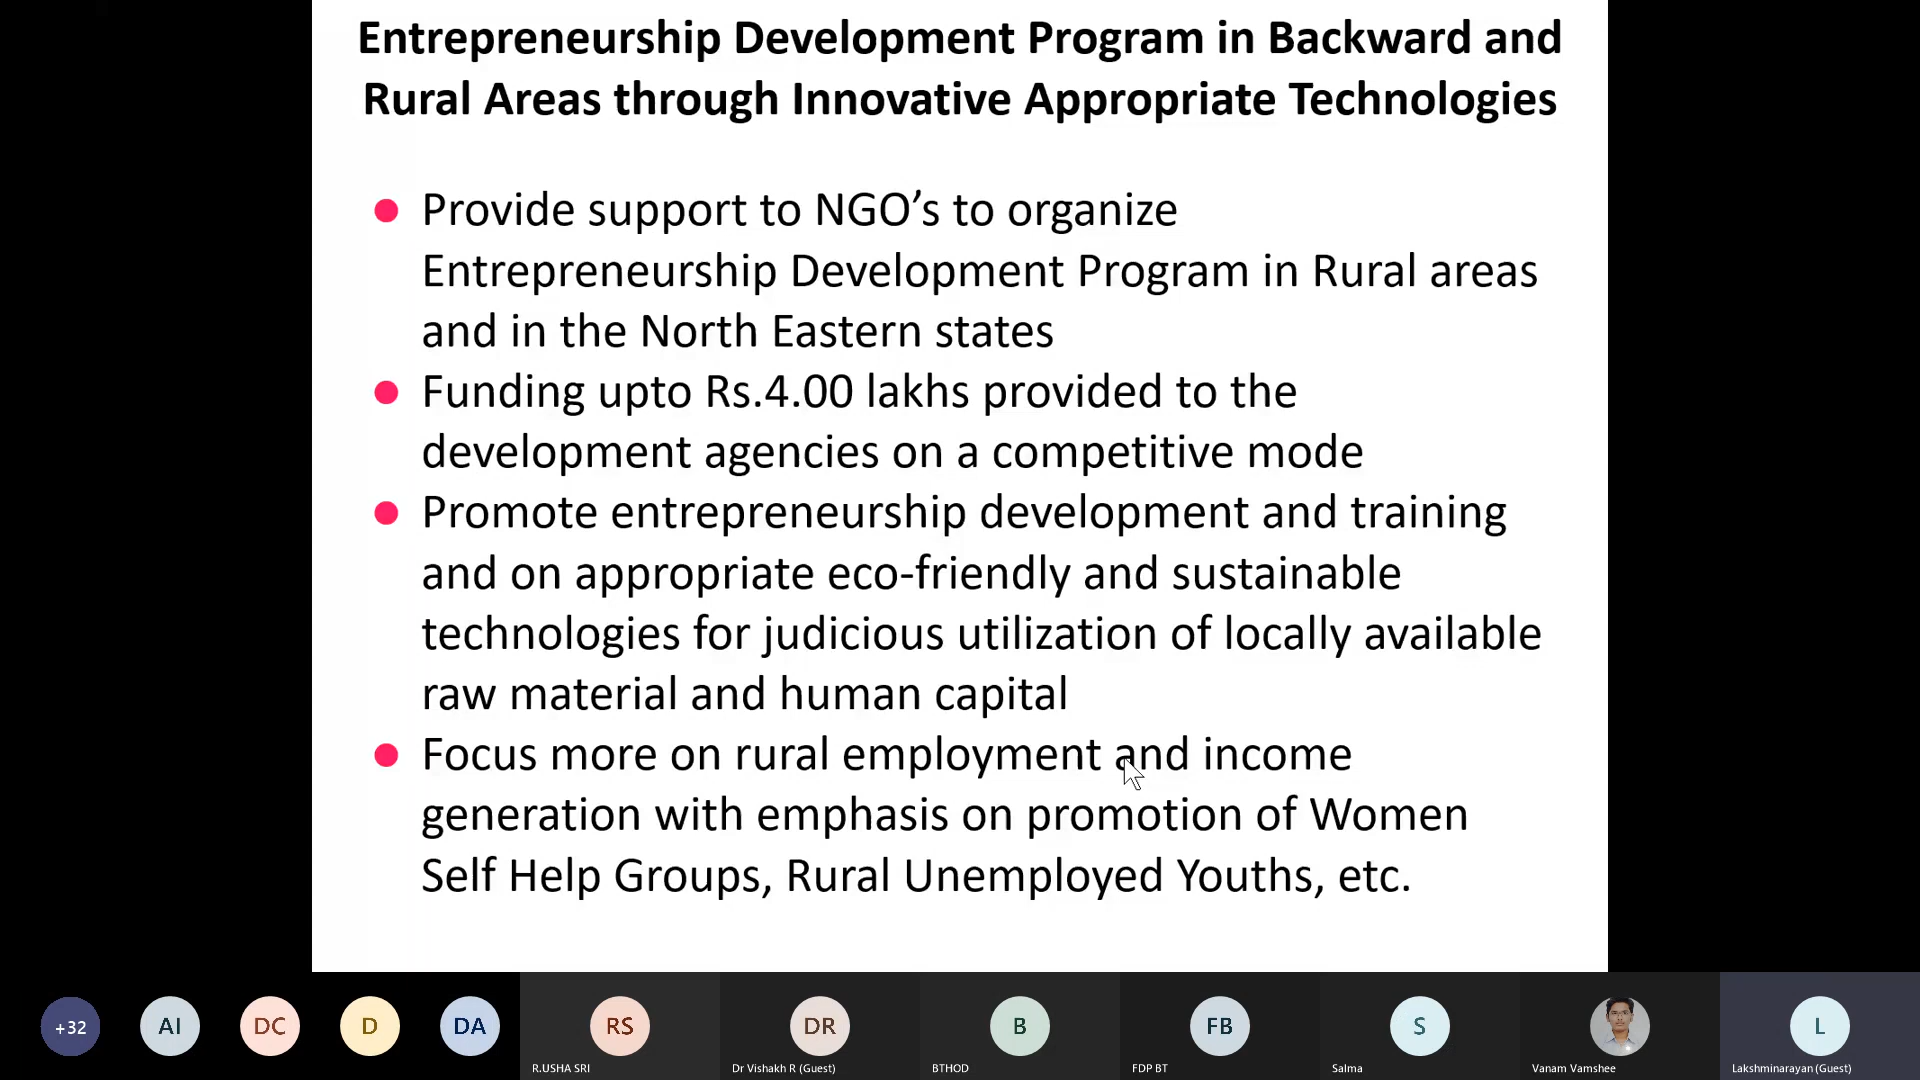 Entrepreneurship Development Program in Backward and
Rural Areas through Innovative Appropriate Technologies
Provide support to NGO’s to organize
Entrepreneurship Development Program in Rural areas
and in the North Eastern states
Funding upto Rs.4.00 lakhs provided to the
development agencies on a competitive mode
Promote entrepreneurship development and training
and on appropriate eco-friendly and sustainable
technologies for judicious utilization of locally available
raw material and human capital
Focus more on rural employment and income
generation with emphasis on promotion of Women
Self Help Groups, Rural Unemployed Youths, etc.
+32 AI DC D DA RS DR B FB S L
R.USHA SRI Dr Vishakh R (Guest) BTHOD FDP BT Salma Vanam Vamshee Lakshminarayan (Guest)